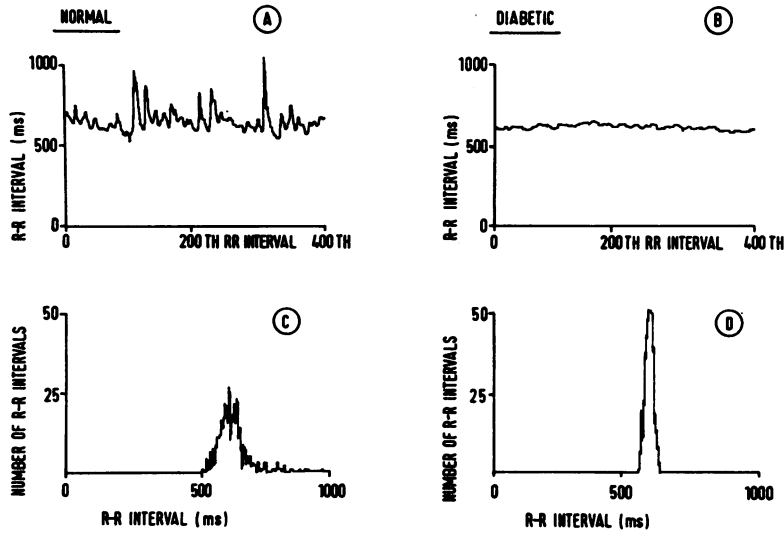 NORMAL
A
1000
500
0
R-R INTERVAL (ms)
0
200 TH RR INTERVAL
400 TH
DIABETIC
B
1000
500
0
R-R INTERVAL (ms)
0
200 TH RR INTERVAL
400 TH
C
50
25
NUMBER OF R-R INTERVALS
0
500
1000
R-R INTERVAL (ms)
D
50
25
NUMBER OF R-R INTERVALS
0
500
1000
R-R INTERVAL (ms)